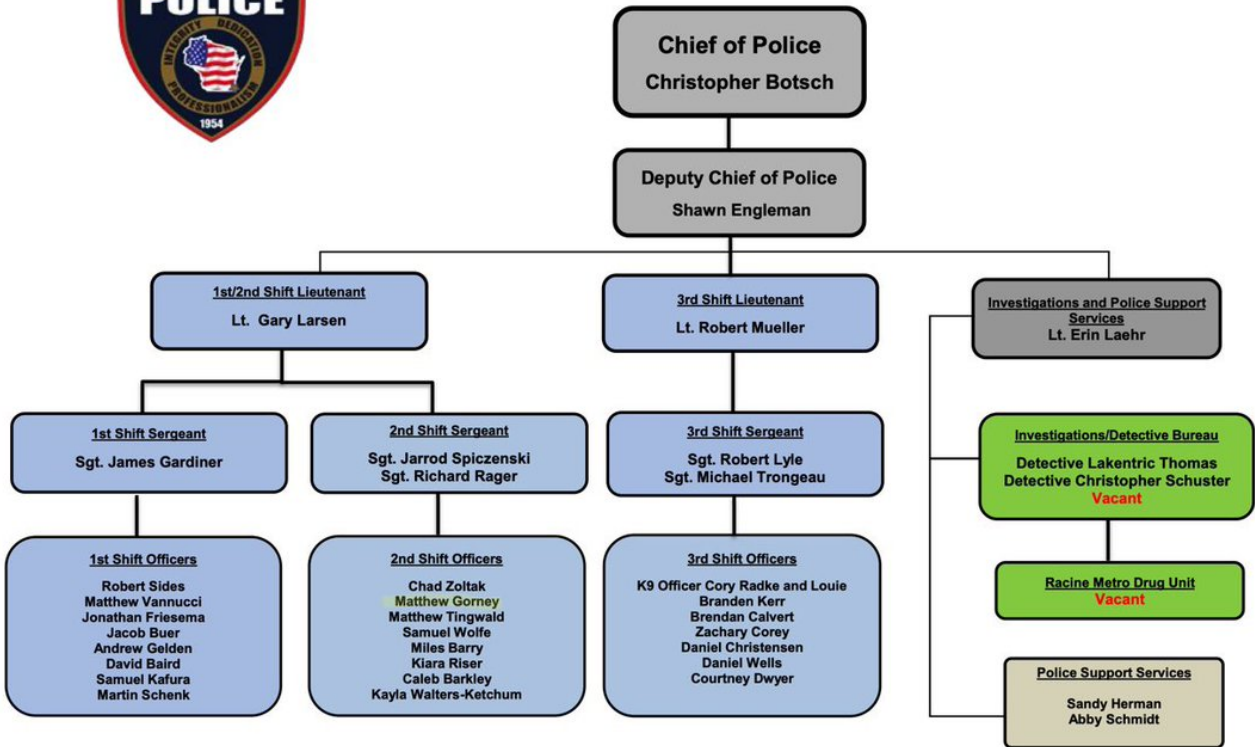 POLICE
INTEGRITY DEDICATION
PROFESSIONALISM
1954
Chief of Police
Christopher Botsch
Deputy Chief of Police
Shawn Engleman
1st/2nd Shift Lieutenant
Lt. Gary Larsen
3rd Shift Lieutenant
Lt. Robert Mueller
Investigations and Police Support
Services
Lt. Erin Laehr
1st Shift Sergeant
Sgt. James Gardiner
2nd Shift Sergeant
Sgt. Jarrod Spiczenski
Sgt. Richard Rager
3rd Shift Sergeant
Sgt. Robert Lyle
Sgt. Michael Trongeau
Investigations/Detective Bureau
Detective Lakentric Thomas
Detective Christopher Schuster
Vacant
1st Shift Officers
Robert Sides
Matthew Vannucci
Jonathan Friesema
Jacob Buer
Andrew Gelden
David Baird
Samuel Kafura
Martin Schenk
2nd Shift Officers
Chad Zoltak
Matthew Gorney
Matthew Tingwald
Samuel Wolfe
Miles Barry
Kiara Riser
Caleb Barkley
Kayla Walters-Ketchum
3rd Shift Officers
K9 Officer Cory Radke and Louie
Branden Kerr
Brendan Calvert
Zachary Corey
Daniel Christensen
Daniel Wells
Courtney Dwyer
Racine Metro Drug Unit
Vacant
Police Support Services
Sandy Herman
Abby Schmidt